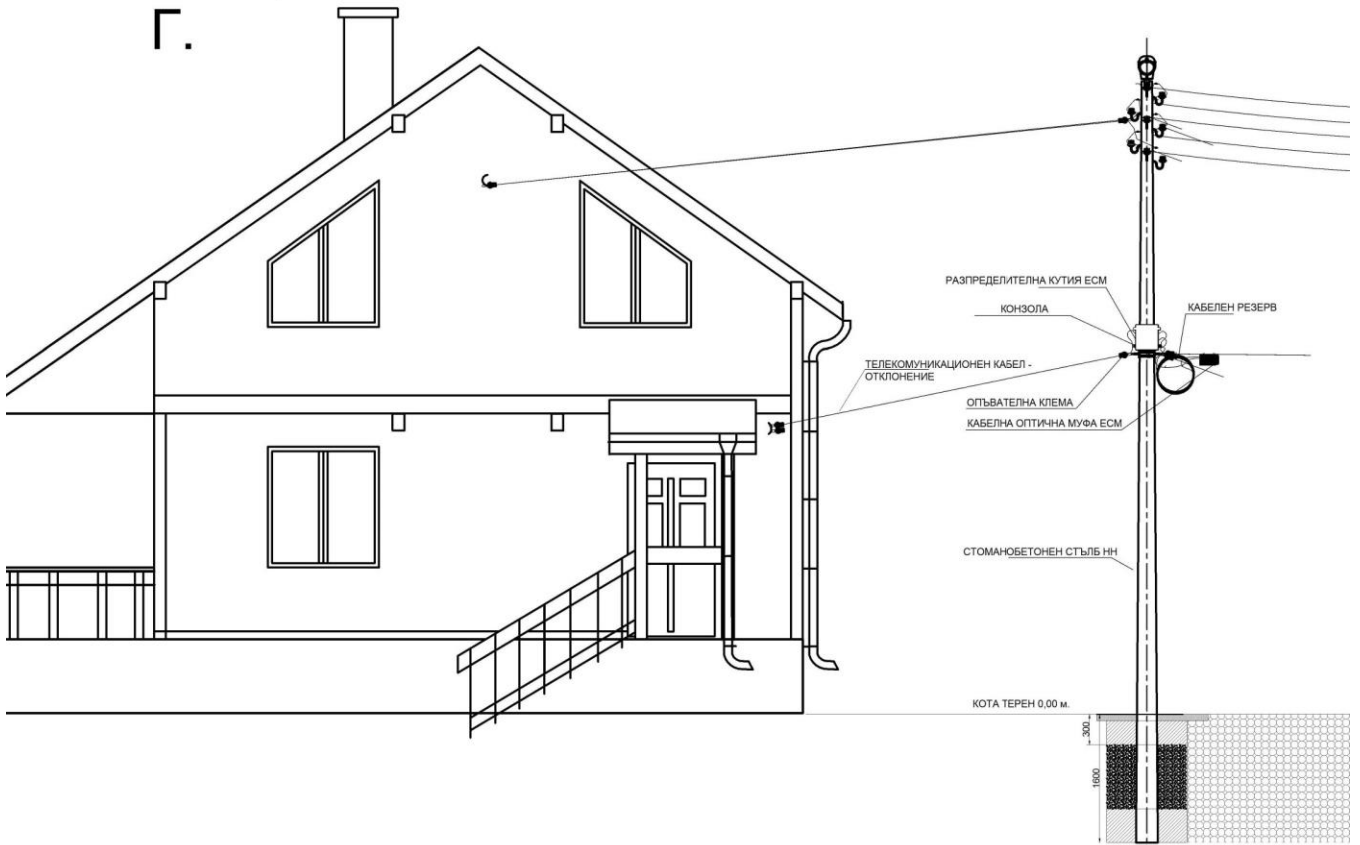 Г.
РАЗПРЕДЕЛИТЕЛНА КУТИЯ ЕСМ
КОНЗОЛА
КАБЕЛЕН РЕЗЕРВ
ТЕЛЕКОМУНИКАЦИОНЕН КАБЕЛ -
ОТКЛОНЕНИЕ
ОПЪВАТЕЛНА КЛЕМА
КАБЕЛНА ОПТИЧНА МУФА ЕСМ
СТОМАНОБЕТОНЕН СТЪЛБ НН
КОТА ТЕРЕН 0,00 м.
300
1600